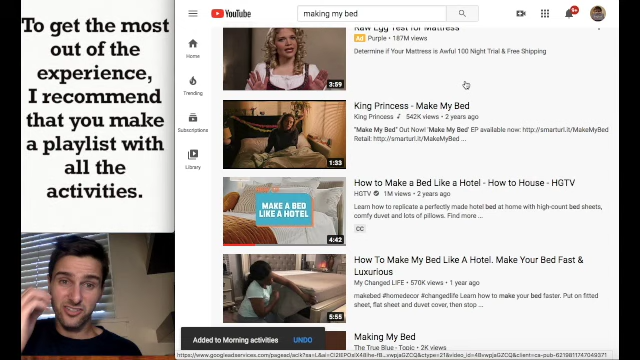 To get the most
out of the
experience,
I recommend
that you make
a playlist with
all the
activities.
YouTube
making my bed
9+
Home
Trending
Subscriptions
Library
Raw Egg Test for Mattress
Ad Purple • 187M views
Determine if Your Mattress is Awful 100 Night Trial & Free Shipping
3:59
King Princess - Make My Bed
King Princess 542K views • 2 years ago
"Make My Bed" Out Now! 'Make My Bed' EP available now: http://smarturl.it/MakeMyBed
Retail: http://smarturl.it/MakeMyBed ...
1:33
How to Make a Bed Like a Hotel - How to House - HGTV
HGTV 1M views • 2 years ago
Learn how to replicate a perfectly made hotel bed at home with high-count bed sheets,
comfy duvet and lots of pillows. Find more ...
CC
MAKE A BED
LIKE A HOTEL
4:42
How To Make My Bed Like A Hotel. Make Your Bed Fast &
Luxurious
My Changed LIFE • 570K views • 1 year ago
makebed #homedecor #changedlife Learn how to make your bed faster. Put on fitted
sheet, flat sheet and duvet cover, then stop ...
5:55
Making My Bed
The True Blue - Topic • 2K views
Added to Morning activities UNDO